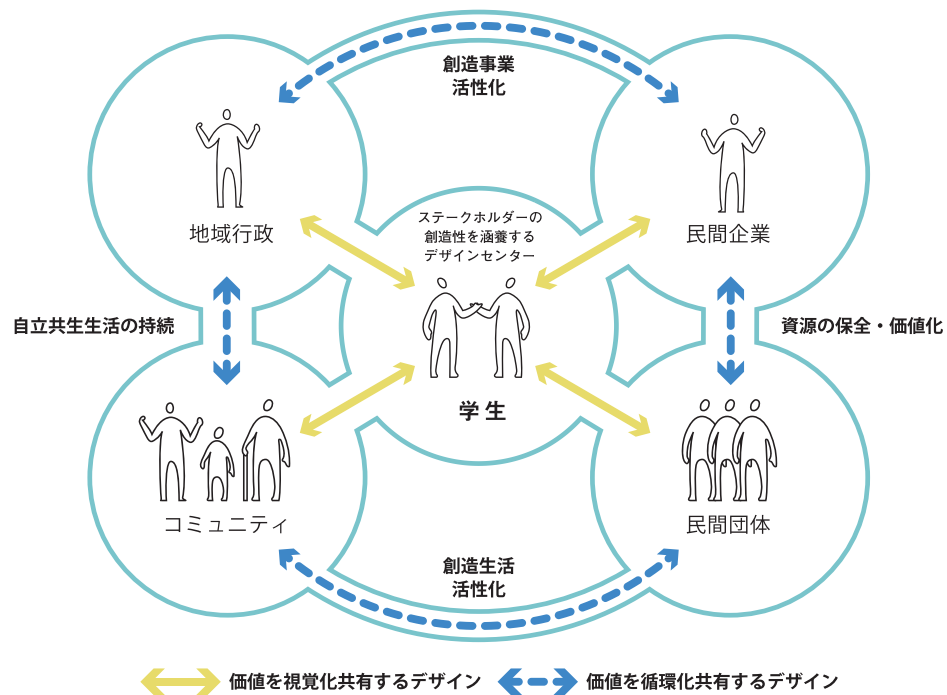 創造事業
活性化
地域行政
民間企業
ステークホルダーの
創造性を涵養する
デザインセンター
自立共生生活の持続
資源の保全・価値化
学生
コミュニティ
民間団体
創造生活
活性化
価値を視覚化共有するデザイン
価値を循環化共有するデザイン